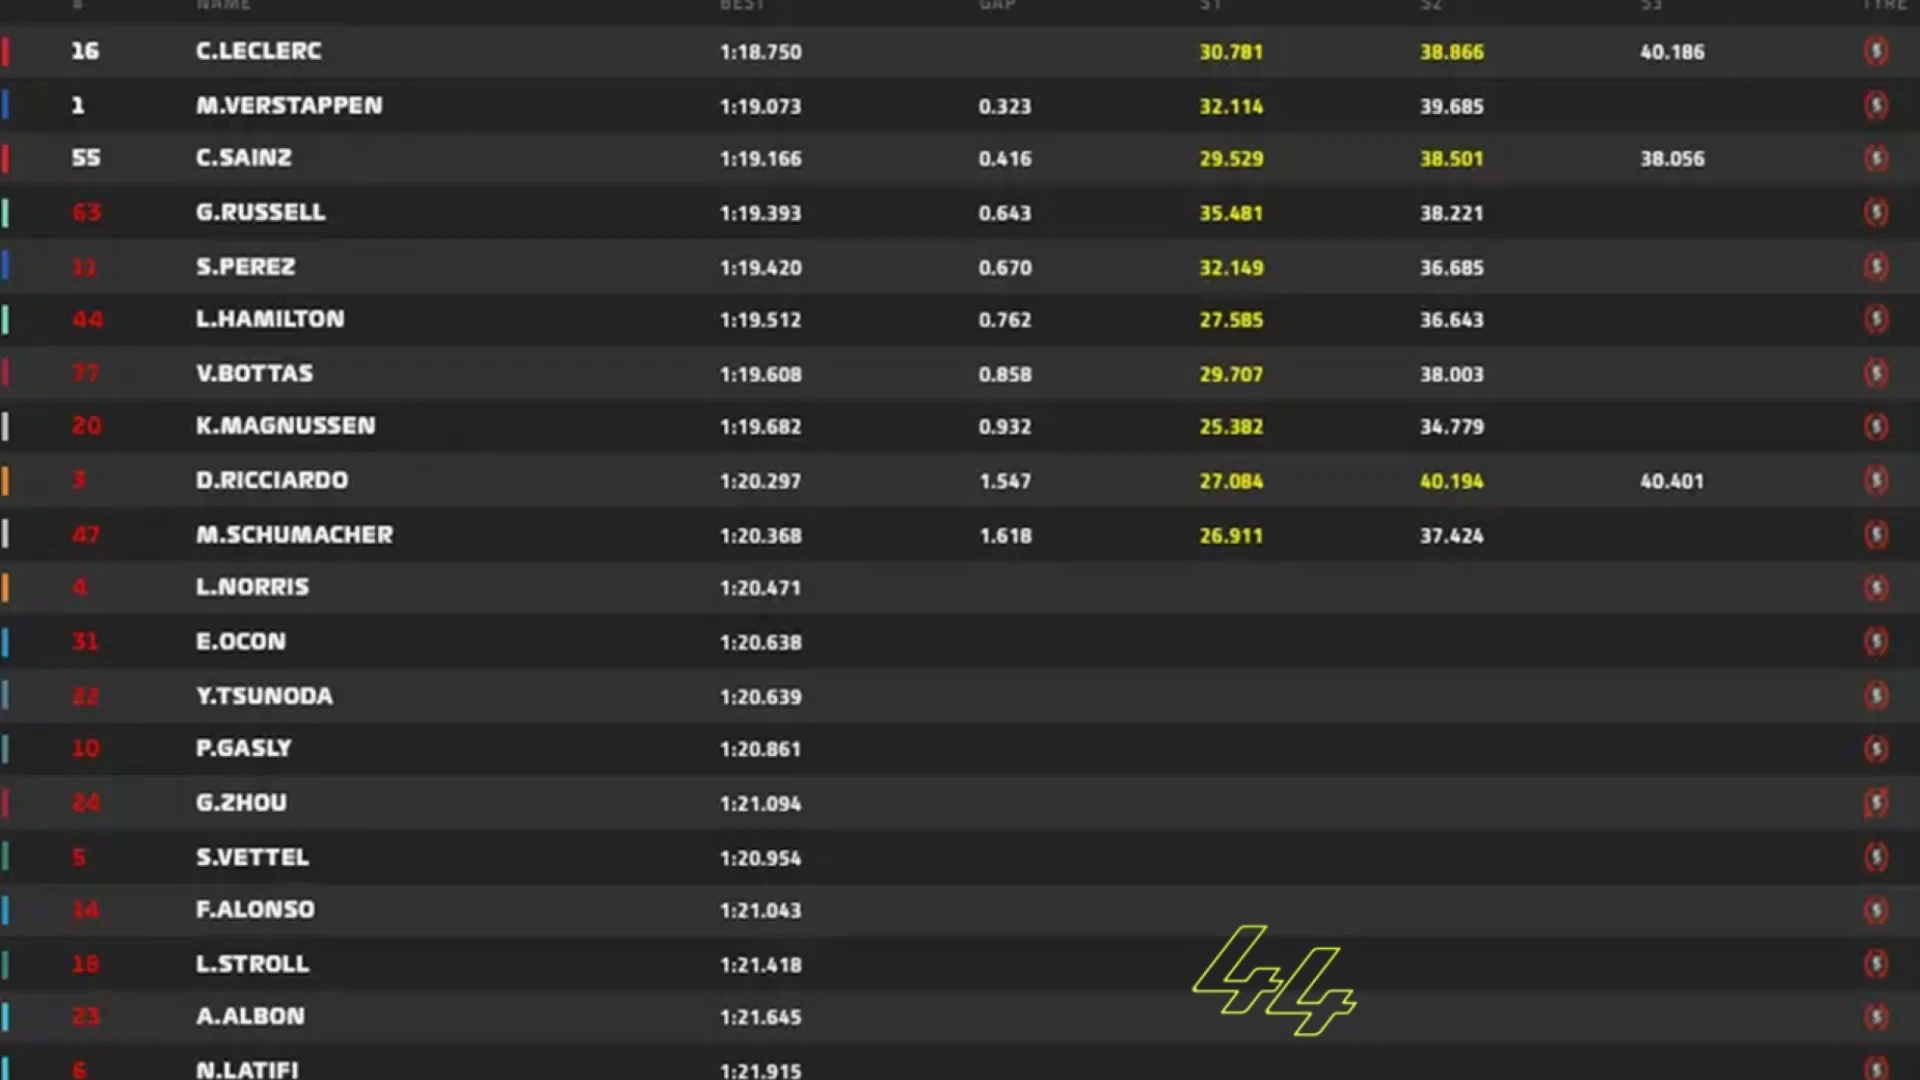 # NAME BEST GAP S1 S2 S3 TYRE
16 C.LECLERC 1:18.750 30.781 38.866 40.186 S
1 M.VERSTAPPEN 1:19.073 0.323 32.114 39.685 S
55 C.SAINZ 1:19.166 0.416 29.529 38.501 38.056 S
63 G.RUSSELL 1:19.393 0.643 35.481 38.221 S
11 S.PEREZ 1:19.420 0.670 32.149 36.685 S
44 L.HAMILTON 1:19.512 0.762 27.585 36.643 S
77 V.BOTTAS 1:19.608 0.858 29.707 38.003 S
20 K.MAGNUSSEN 1:19.682 0.932 25.382 34.779 S
3 D.RICCIARDO 1:20.297 1.547 27.084 40.194 40.401 S
47 M.SCHUMACHER 1:20.368 1.618 26.911 37.424 S
4 L.NORRIS 1:20.471 S
31 E.OCON 1:20.638 S
22 Y.TSUNODA 1:20.639 S
10 P.GASLY 1:20.861 S
24 G.ZHOU 1:21.094 S
5 S.VETTEL 1:20.954 S
14 F.ALONSO 1:21.043 S
18 L.STROLL 1:21.418 S
23 A.ALBON 1:21.645 S
6 N.LATIFI 1:21.915 S
44